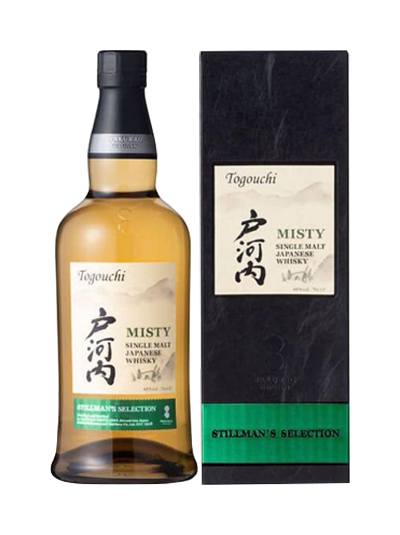 Togouchi
戸河内
MISTY
SINGLE MALT
JAPANESE
WHISKY
STILLMAN'S SELECTION
Togouchi
戸河内
MISTY
SINGLE MALT
JAPANESE
WHISKY
STILLMAN'S SELECTION